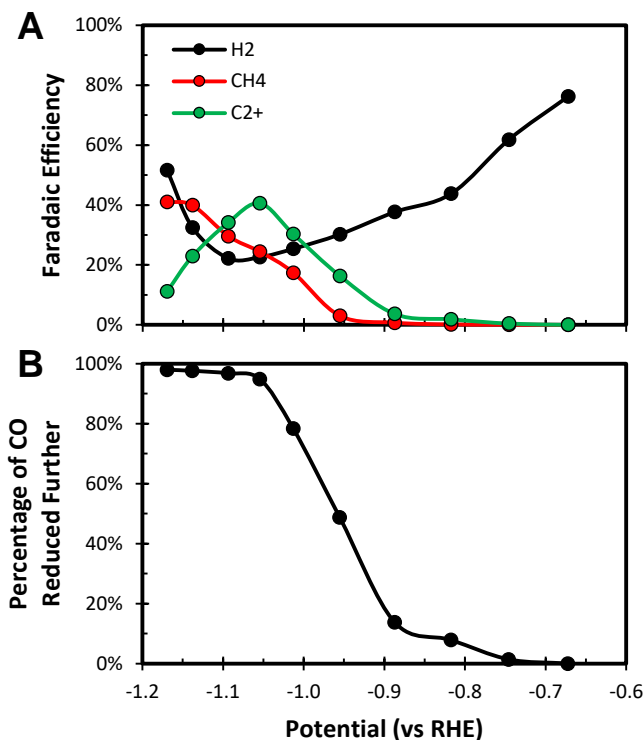 A
100%
80%
60%
40%
20%
0%
Faradaic Efficiency
H2
CH4
C2+
B
100%
80%
60%
40%
20%
0%
Percentage of CO
Reduced Further
-1.2 -1.1 -1.0 -0.9 -0.8 -0.7 -0.6
Potential (vs RHE)